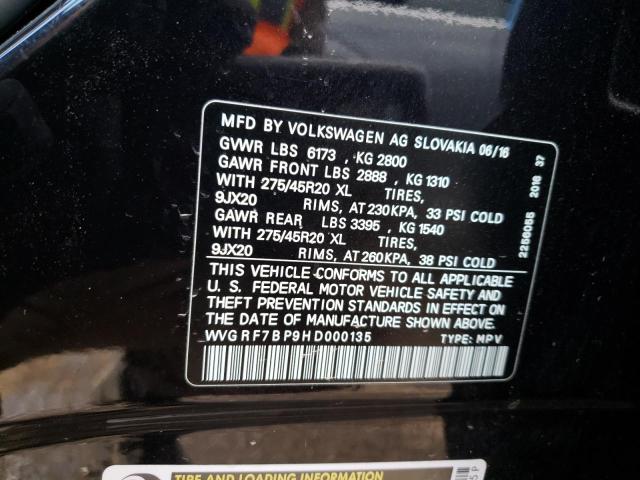 MFD BY VOLKSWAGEN AG SLOVAKIA 06/16
GVWR LBS 6173 , KG 2800
GAWR FRONT LBS 2888 , KG 1310
WITH 275/45R20 XL TIRES,
9JX20 RIMS, AT 230KPA, 33 PSI COLD
GAWR REAR LBS 3395 , KG 1540
WITH 275/45R20 XL TIRES,
9JX20 RIMS, AT 260KPA, 38 PSI COLD
THIS VEHICLE CONFORMS TO ALL APPLICABLE
U. S. FEDERAL MOTOR VEHICLE SAFETY AND
THEFT PREVENTION STANDARDS IN EFFECT ON
THE DATE OF MANUFACTURE SHOWN ABOVE.
WVGRF7BP9HD000135 TYPE: MPV
2256055 2016 37
TIRE AND LOADING INFORMATION